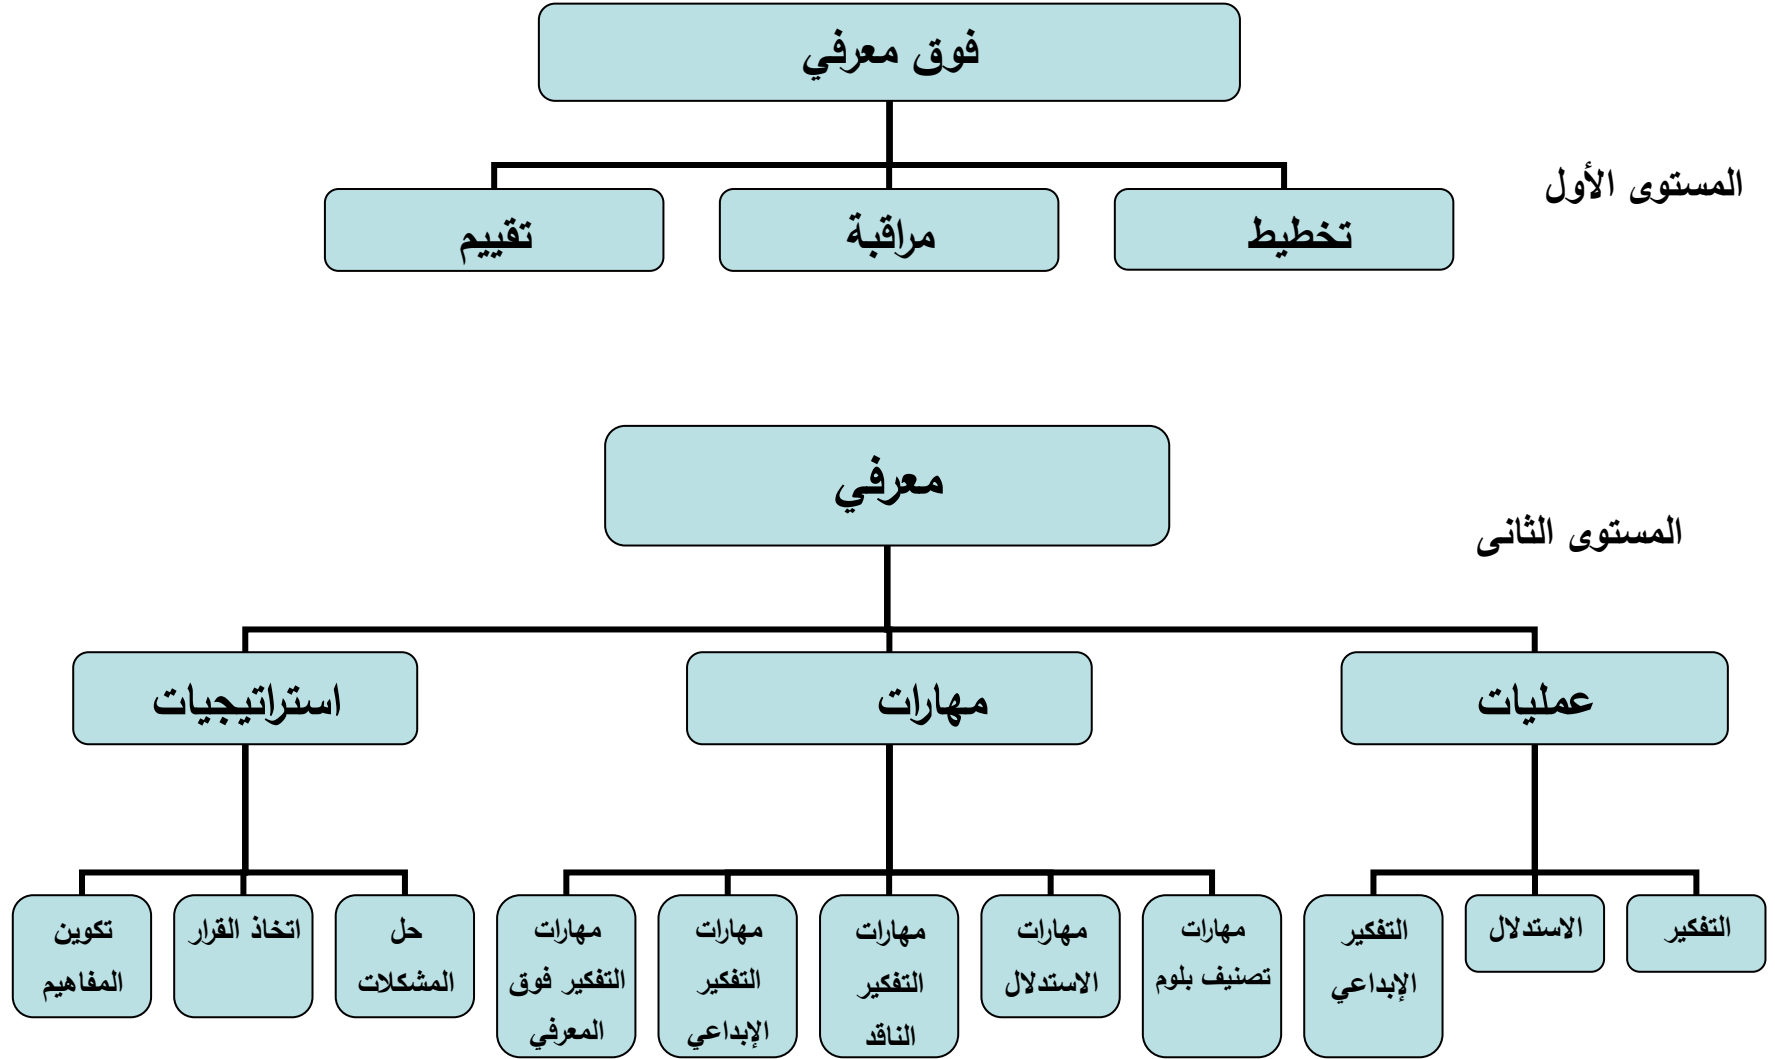 فوق معرفي
المستوى الأول
تخطيط
مراقبة
تقييم
معرفي
المستوى الثانى
عمليات
مهارات
استراتيجيات
التفكير
الاستدلال
التفكير
الإبداعي
مهارات
تصنيف بلوم
مهارات
الاستدلال
مهارات
التفكير
الناقد
مهارات
التفكير
الإبداعي
مهارات
التفكير فوق
المعرفي
حل
المشكلات
اتخاذ القرار
تكوين
المفاهيم